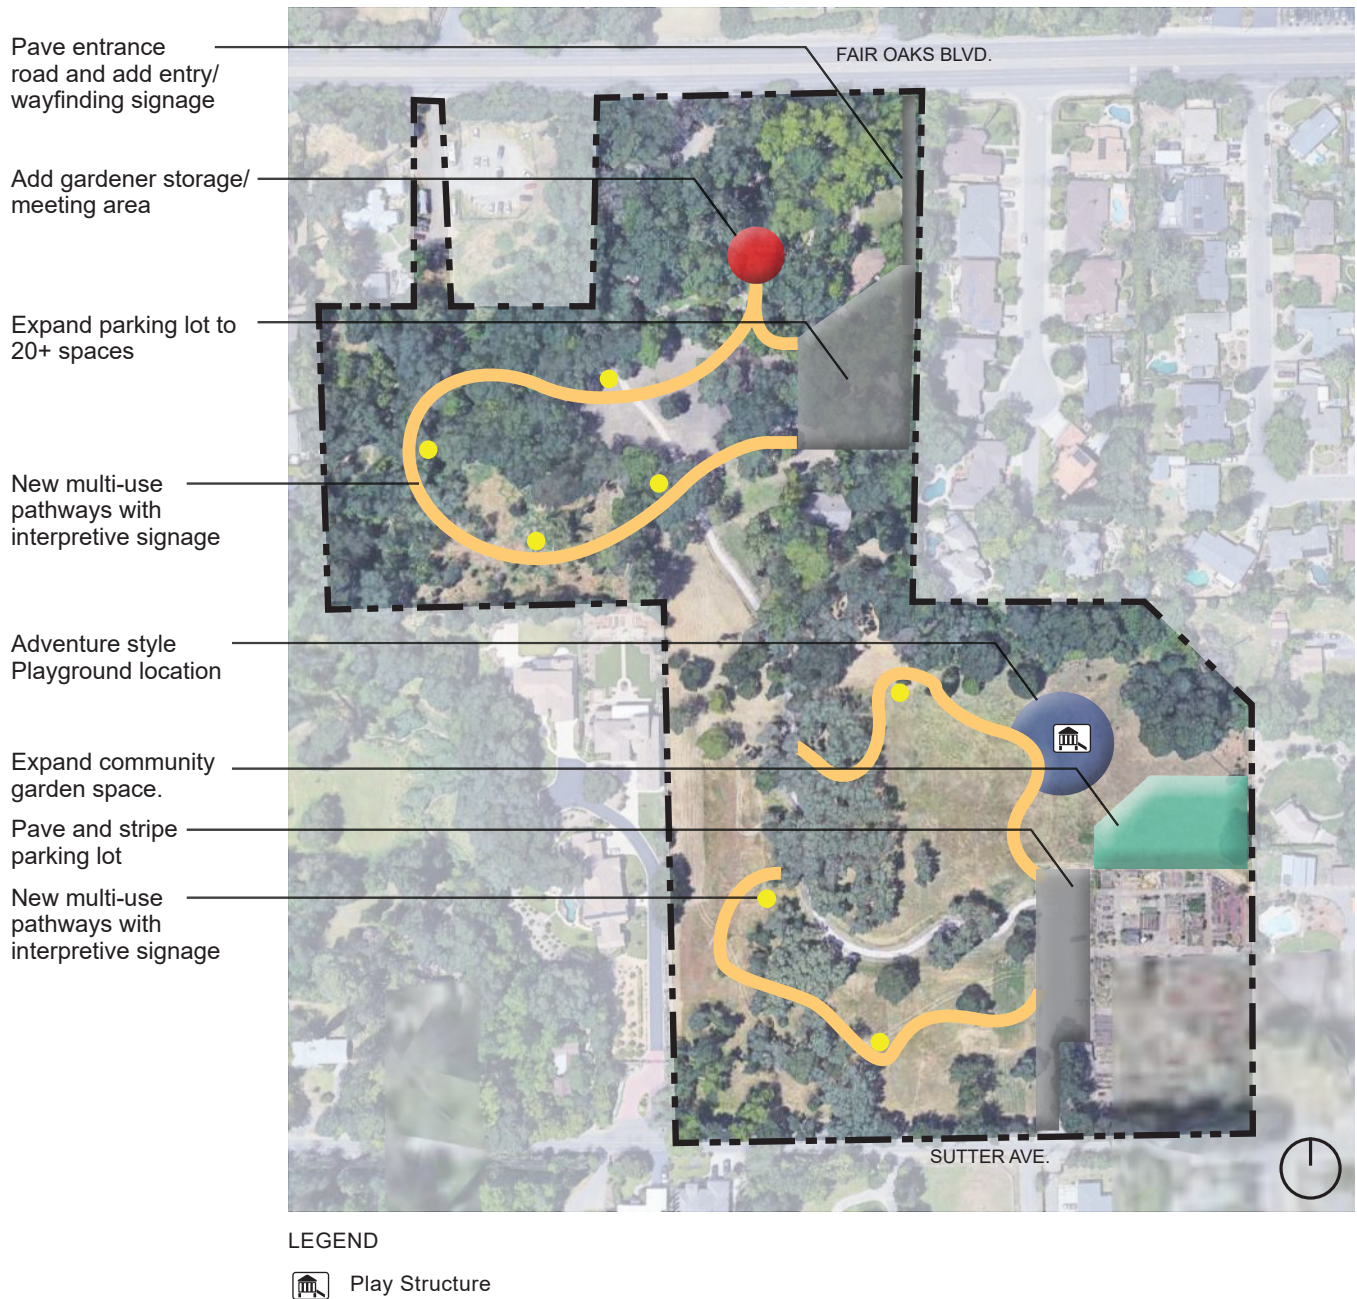 Pave entrance
road and add entry/
wayfinding signage
FAIR OAKS BLVD.
Add gardener storage/
meeting area
Expand parking lot to
20+ spaces
New multi-use
pathways with
interpretive signage
Adventure style
Playground location
Expand community
garden space.
Pave and stripe
parking lot
New multi-use
pathways with
interpretive signage
SUTTER AVE.
LEGEND
Play Structure